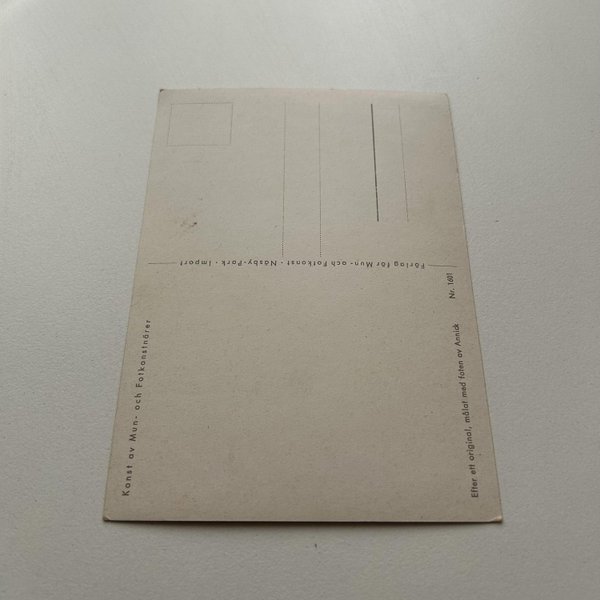 Konst av Mun- och Fotkonstnärer
Förlag för Mun- och Fotkonst · Näsby-Park · Import
Efter ett original, målat med foten av Annick
Nr. 1601